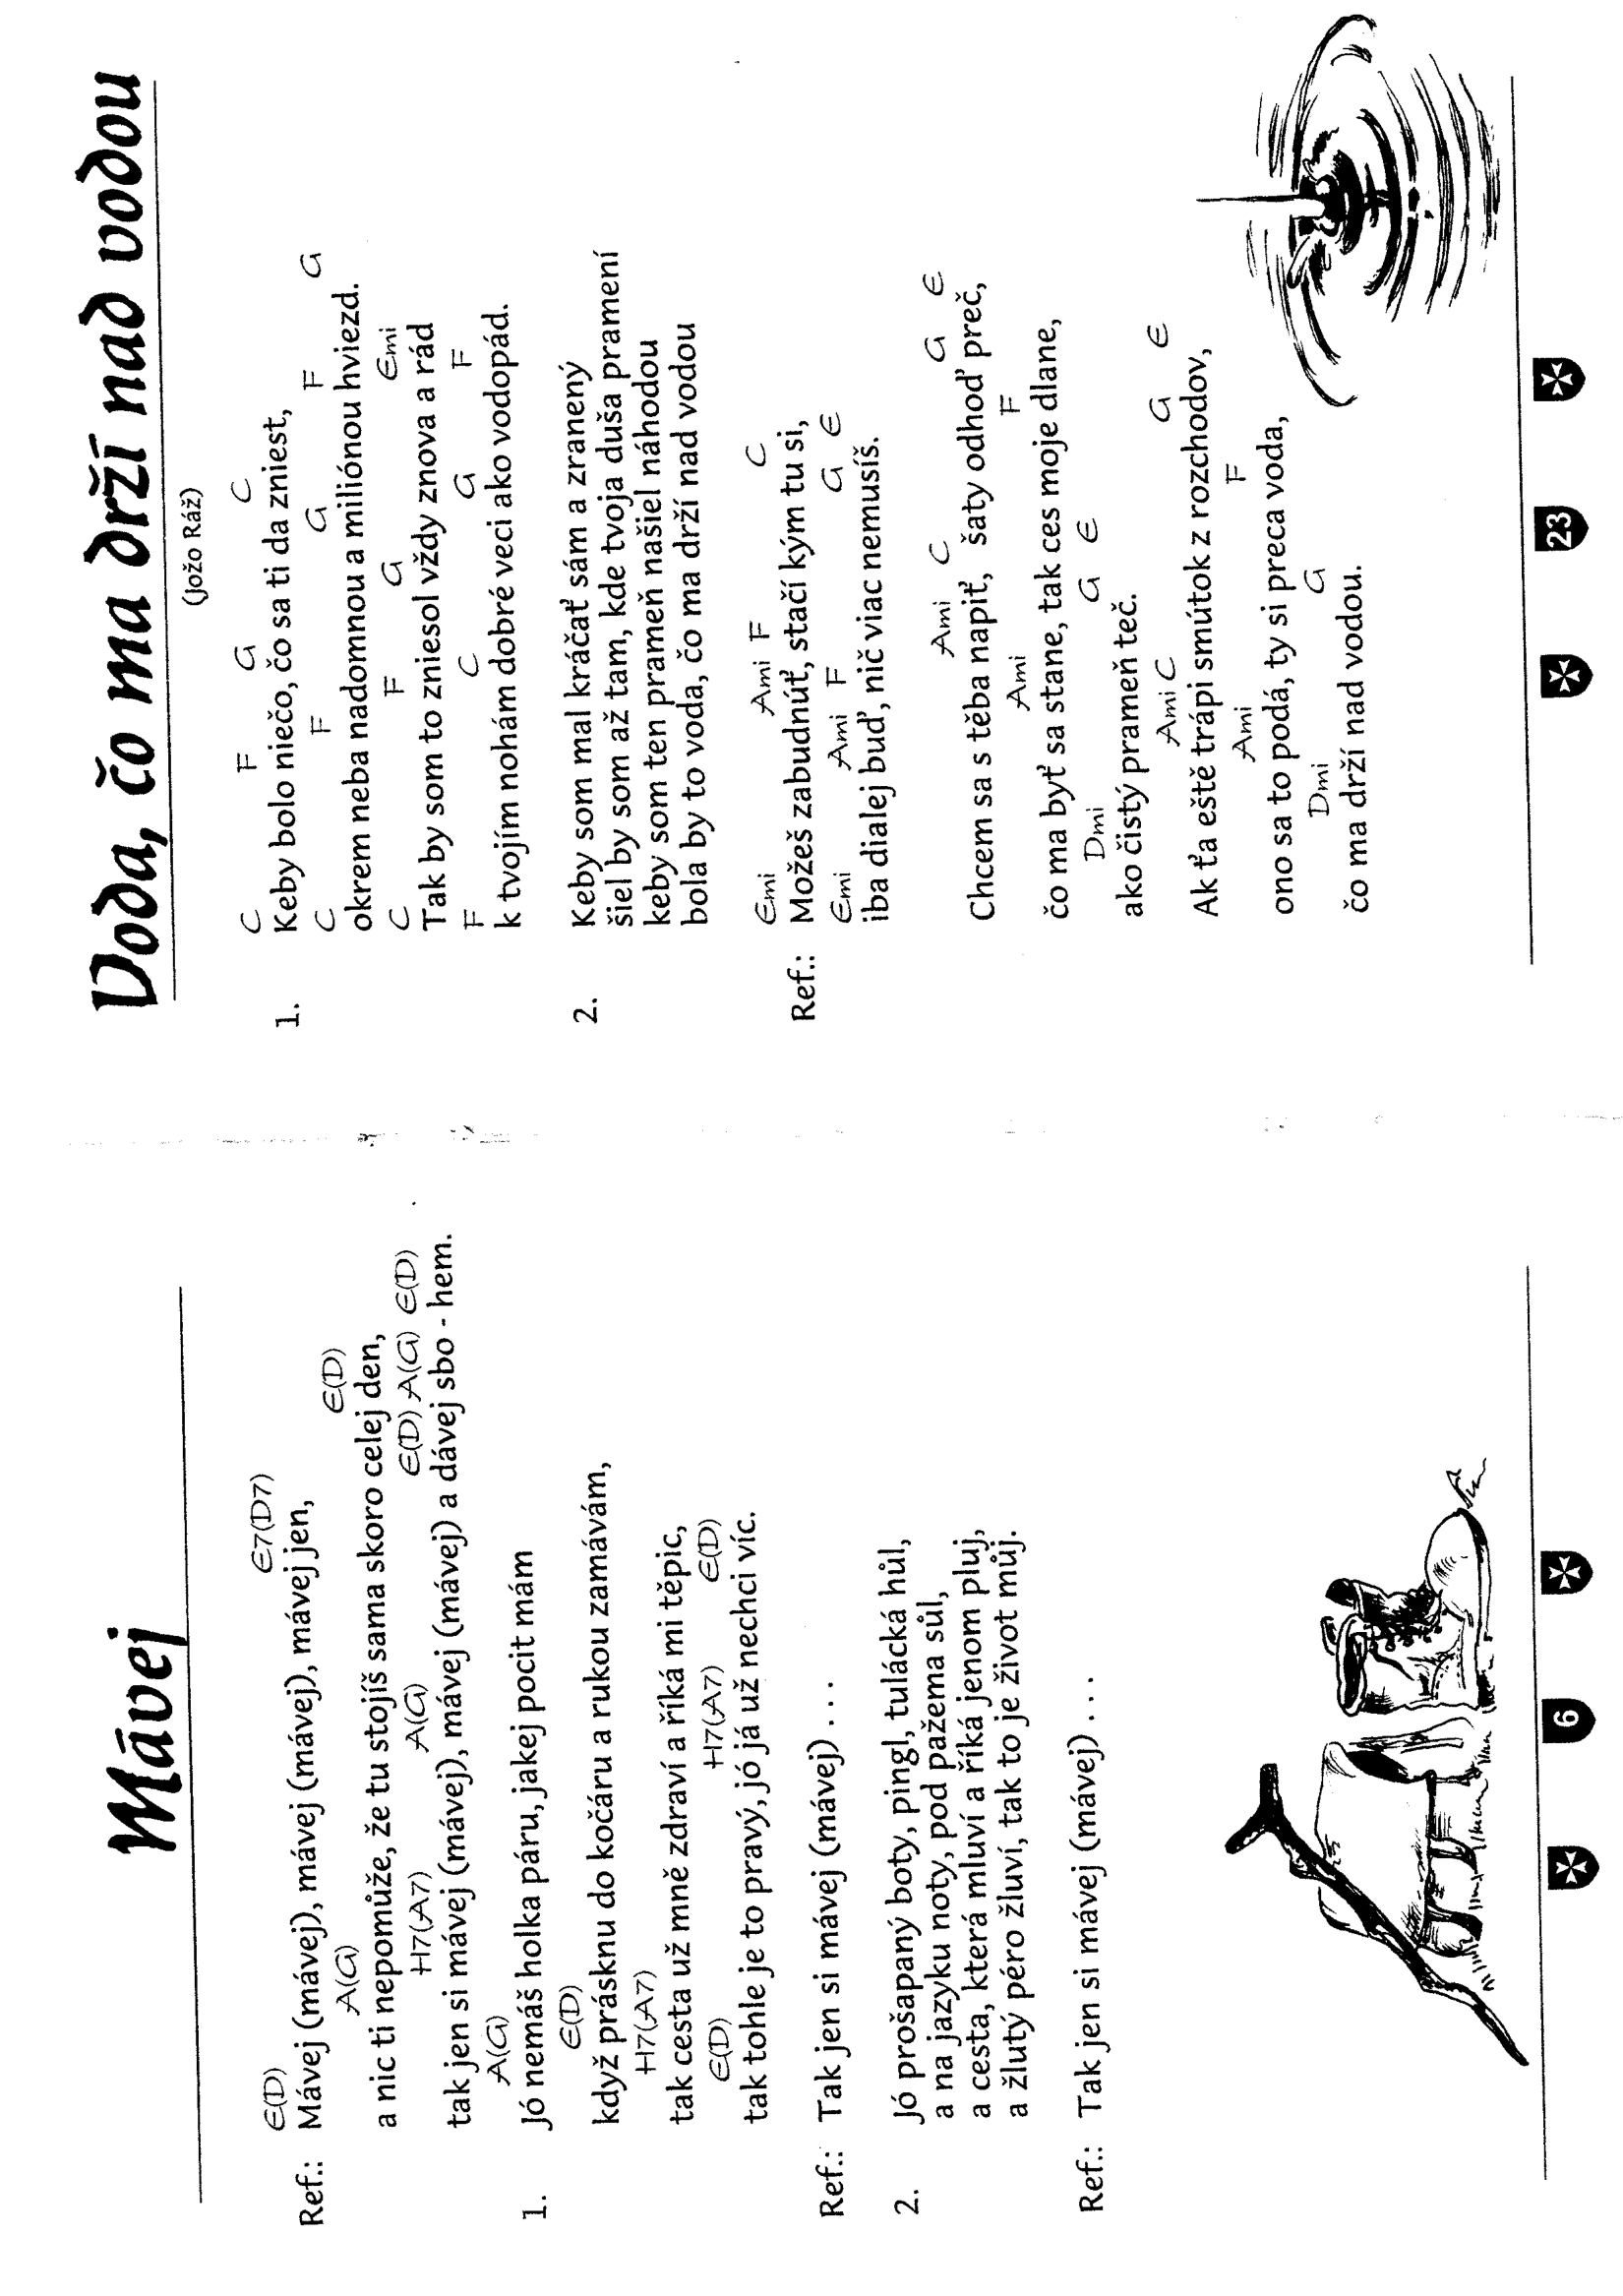 Mávej
E(D) E7(D7)
Ref.: Mávej (mávej), mávej (mávej), mávej jen,
A(G) E(D)
a nic ti nepomůže, že tu stojíš sama skoro celej den,
H7(A7) A(G) E(D) A(G) E(D)
tak jen si mávej (mávej), mávej (mávej) a dávej sbo - hem.
A(G)
1. Jó nemáš holka páru, jakej pocit mám
E(D)
když prásknu do kočáru a rukou zamávám,
H7(A7)
tak cesta už mně zdraví a říká mi těpic,
E(D) H7(A7) E(D)
tak tohle je to pravý, jó já už nechci víc.
Ref.: Tak jen si mávej (mávej) . . .
2. Jó prošapaný boty, pingl, tulácká hůl,
a na jazyku noty, pod pažema sůl,
a cesta, která mluví a říká jenom pluj,
a žlutý péro žluví, tak to je život můj.
Ref.: Tak jen si mávej (mávej) . . .
6
Voda, čo ma drží nad vodou
(Jožo Ráž)
C F G C
1. Keby bolo niečo, čo sa ti da zniest,
C F G F G
okrem neba nadomnou a miliónou hviezd.
C F G Emi
Tak by som to zniesol vždy znova a rád
F C G F
k tvojím nohám dobré veci ako vodopád.
2. Keby som mal kráčať sám a zranený
šiel by som až tam, kde tvoja duša pramení
keby som ten prameň našiel náhodou
bola by to voda, čo ma drží nad vodou
Emi Ami F C
Ref.: Možeš zabudnúť, stačí kým tu si,
Emi Ami F G E
iba dialej buď, nič viac nemusíš.
Ami C G E
Chcem sa s těba napiť, šaty odhoď preč,
Ami F
čo ma byť sa stane, tak ces moje dlane,
Dmi G E
ako čistý prameň teč.
Ami C G E
Ak ťa eště trápi smútok z rozchodov,
Ami F
ono sa to podá, ty si preca voda,
Dmi G
čo ma drží nad vodou.
23